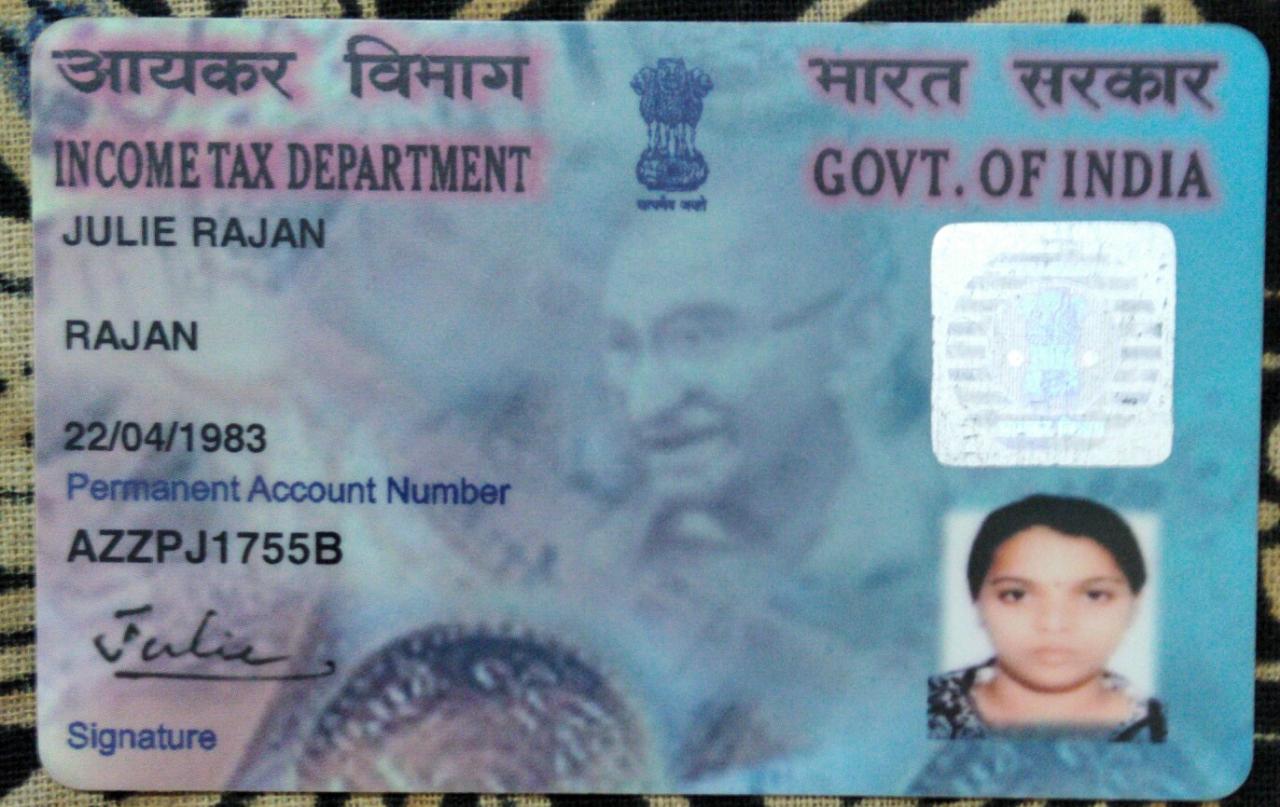 आयकर विभाग
INCOME TAX DEPARTMENT
भारत सरकार
GOVT. OF INDIA
सत्यमेव जयते
JULIE RAJAN
RAJAN
22/04/1983
Permanent Account Number
AZZPJ1755B
Julie
Signature